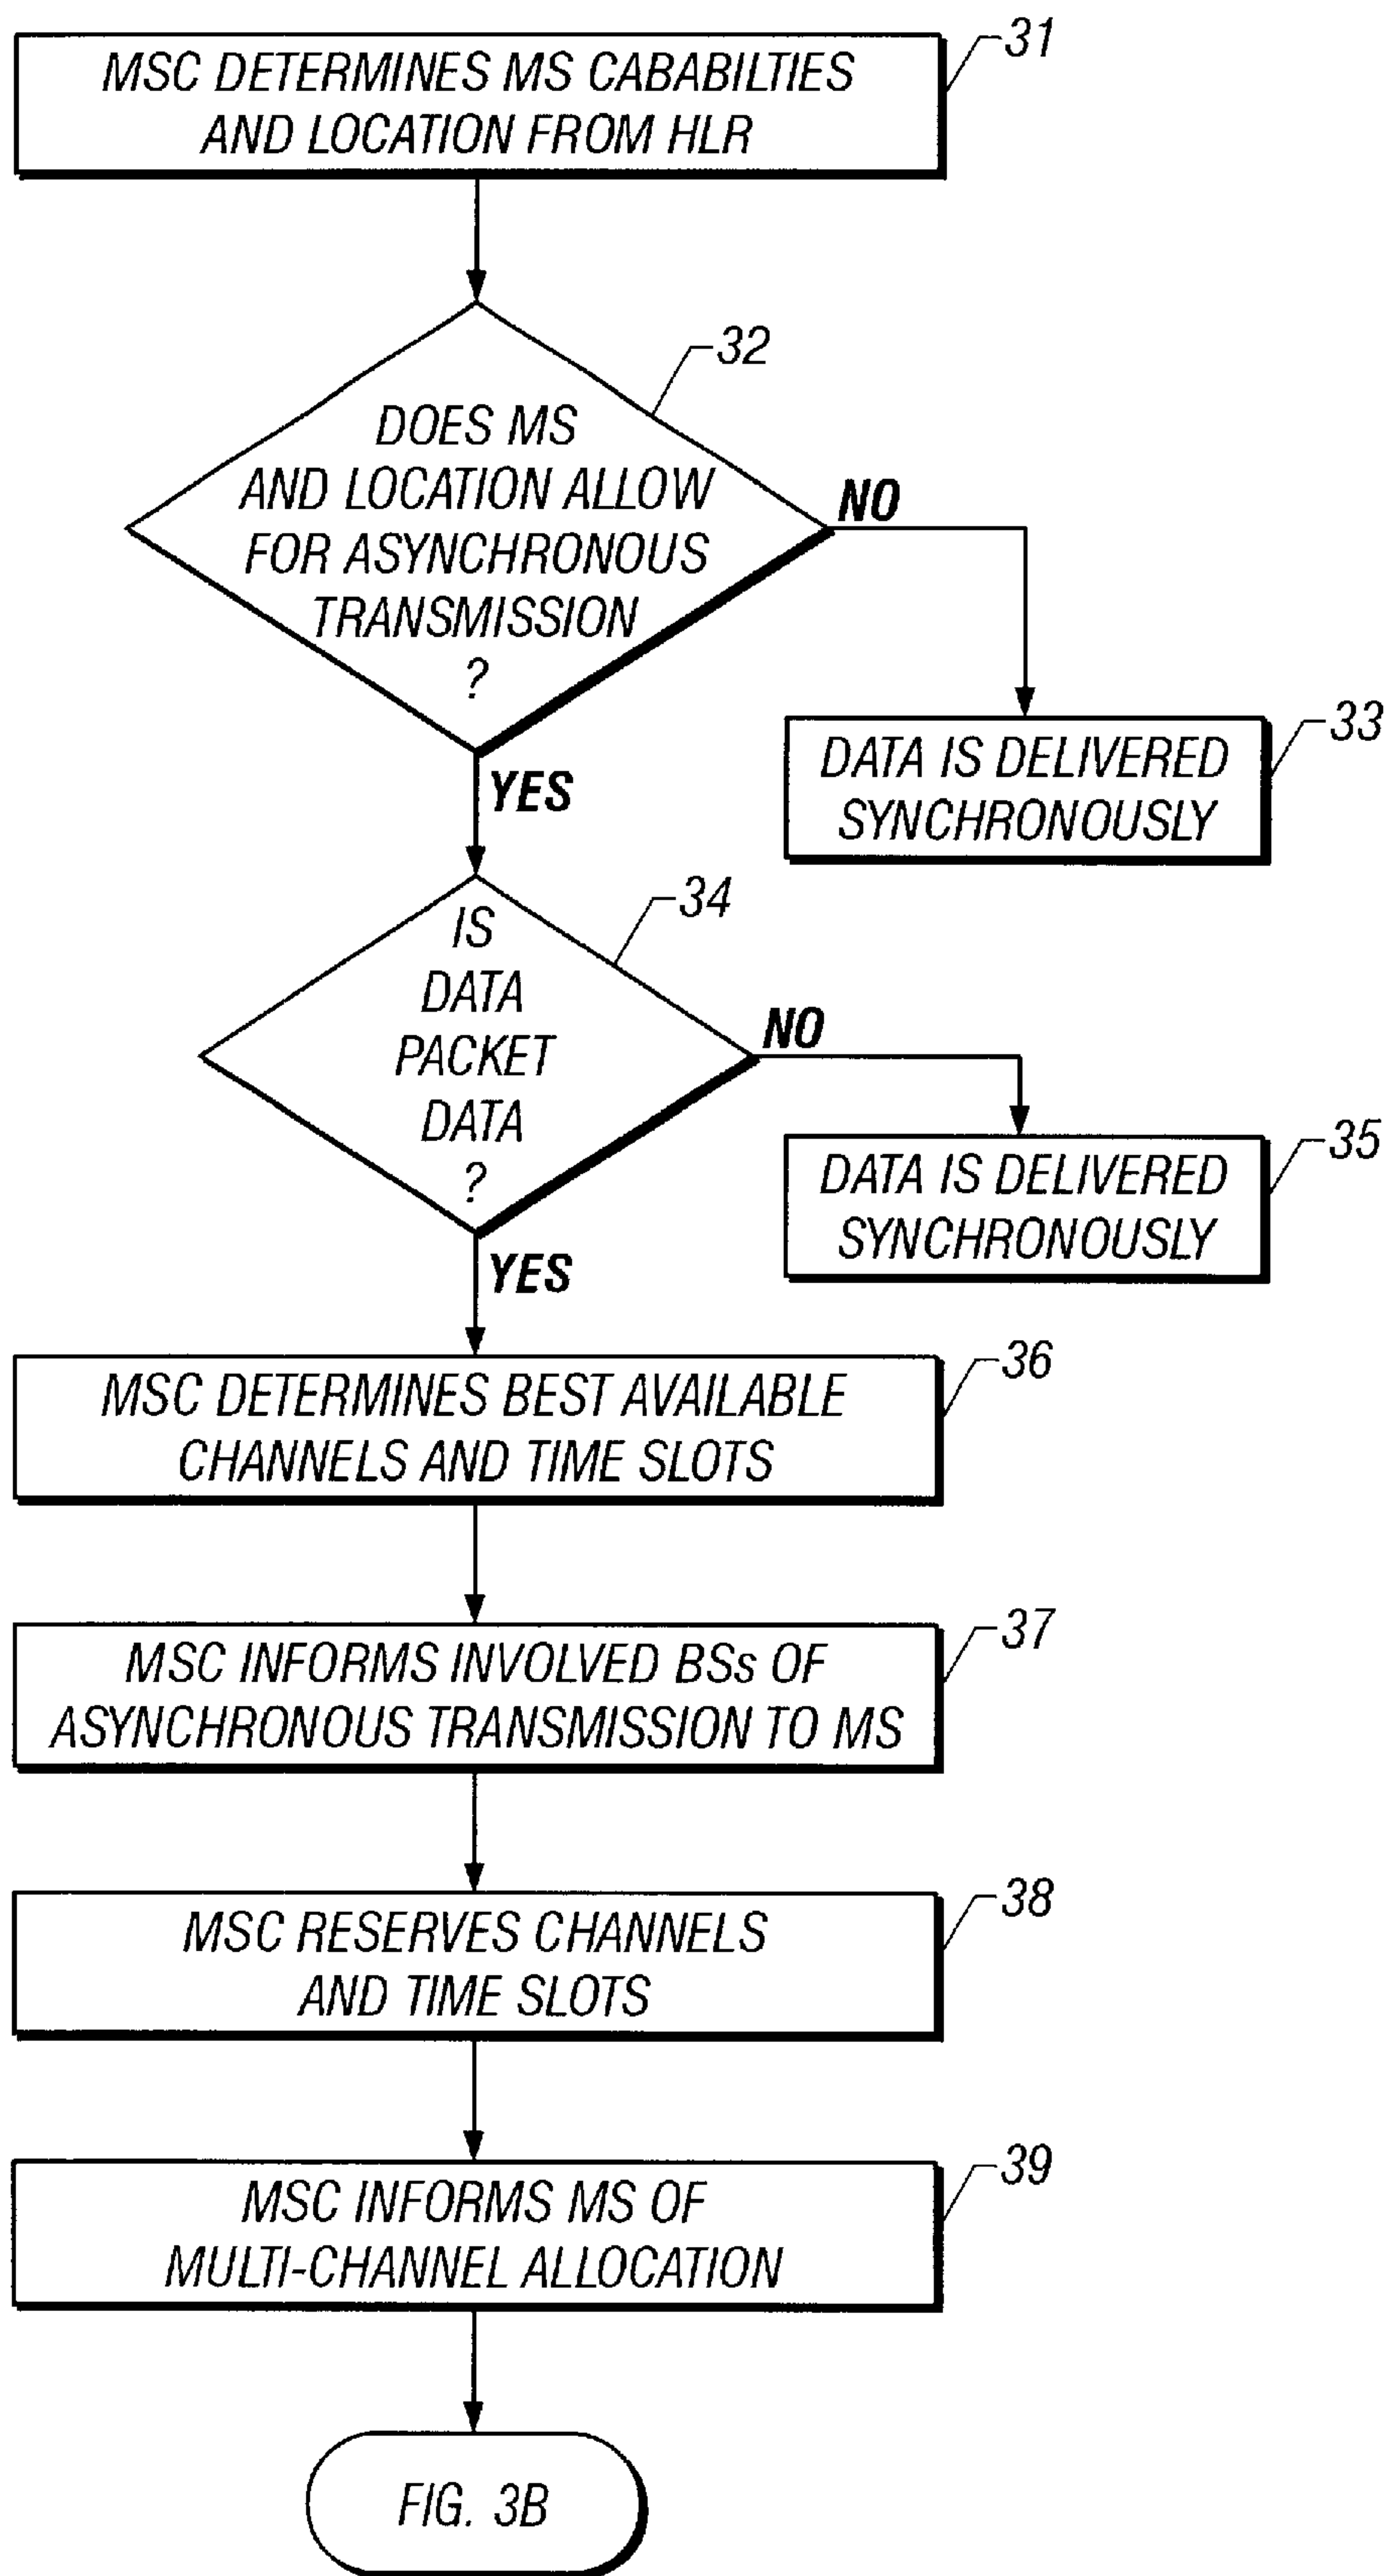 31
MSC DETERMINES MS CABABILTIES
AND LOCATION FROM HLR
32
DOES MS
AND LOCATION ALLOW
FOR ASYNCHRONOUS
TRANSMISSION
?
NO
YES
33
DATA IS DELIVERED
SYNCHRONOUSLY
34
IS
DATA
PACKET
DATA
?
NO
YES
35
DATA IS DELIVERED
SYNCHRONOUSLY
36
MSC DETERMINES BEST AVAILABLE
CHANNELS AND TIME SLOTS
37
MSC INFORMS INVOLVED BSs OF
ASYNCHRONOUS TRANSMISSION TO MS
38
MSC RESERVES CHANNELS
AND TIME SLOTS
39
MSC INFORMS MS OF
MULTI-CHANNEL ALLOCATION
FIG. 3B